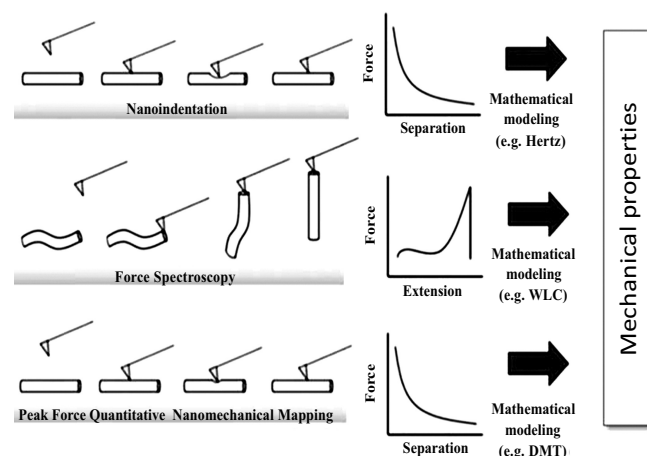 Nanoindentation
Force
Separation
Mathematical
modeling
(e.g. Hertz)
Force Spectroscopy
Force
Extension
Mathematical
modeling
(e.g. WLC)
Peak Force Quantitative Nanomechanical Mapping
Force
Separation
Mathematical
modeling
(e.g. DMT)
Mechanical properties